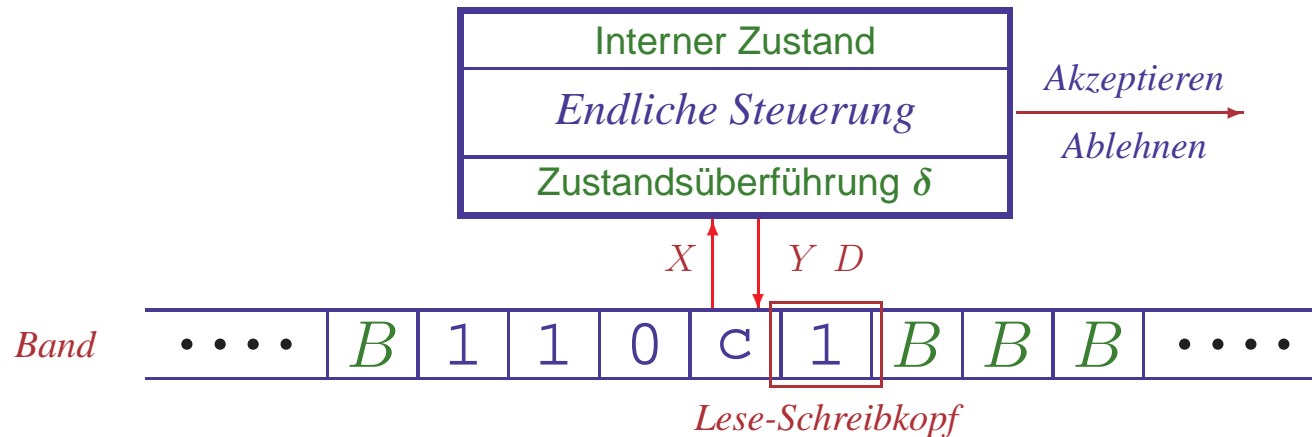 Interner Zustand
Endliche Steuerung
Akzeptieren
Ablehnen
Zustandsüberführung δ
X Y D
Band •••• B 1 1 0 c 1 B B B ••••
Lese-Schreibkopf